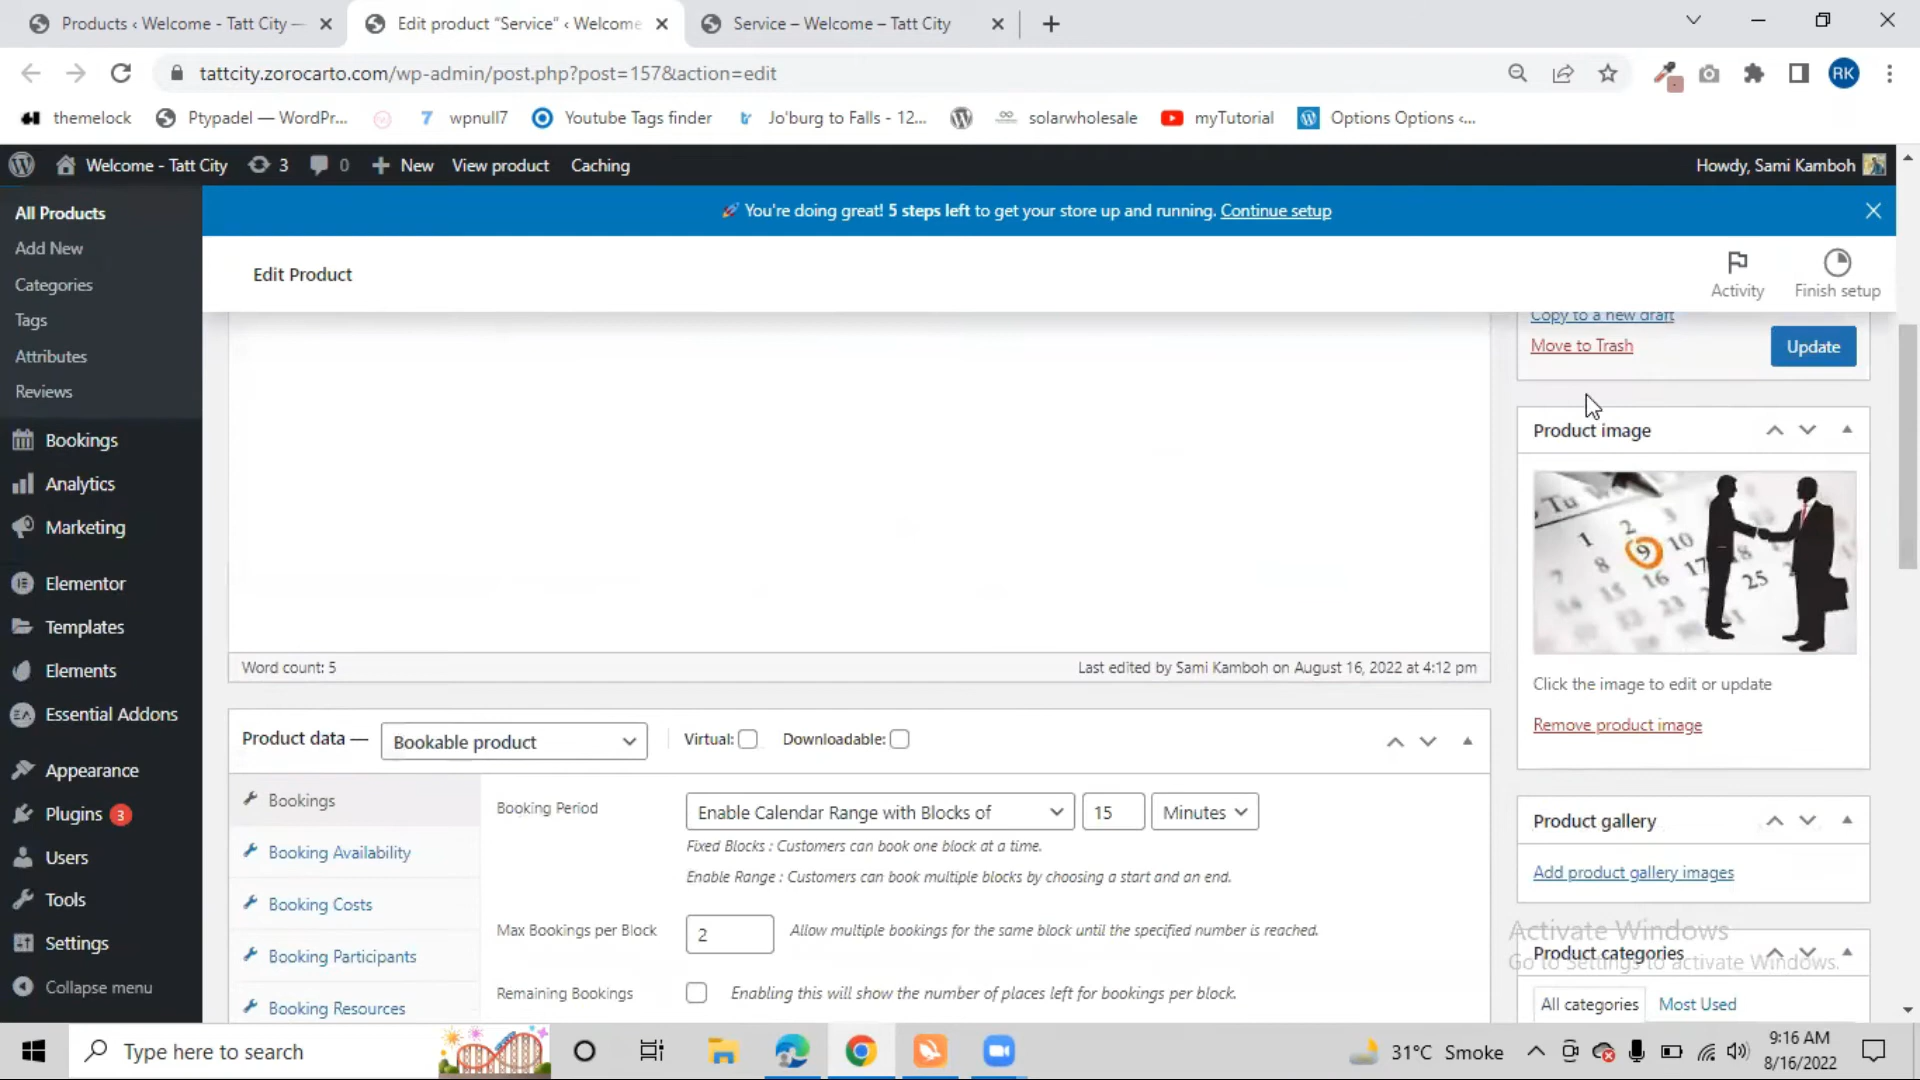 Products ‹ Welcome - Tatt City —
Edit product “Service” ‹ Welcome
Service – Welcome – Tatt City
tattcity.zorocarto.com/wp-admin/post.php?post=157&action=edit
RK
themelock
Ptypadel — WordPr...
wpnull7
Youtube Tags finder
Jo'burg to Falls - 12...
solarwholesale
myTutorial
Options Options ‹...
Welcome - Tatt City
3
0
New
View product
Caching
Howdy, Sami Kamboh
You're doing great! 5 steps left to get your store up and running. Continue setup
All Products
Add New
Categories
Tags
Attributes
Reviews
Bookings
Analytics
Marketing
Elementor
Templates
Elements
Essential Addons
Appearance
Plugins 3
Users
Tools
Settings
Collapse menu
Edit Product
Activity
Finish setup
Copy to a new draft
Move to Trash
Update
Product image
Click the image to edit or update
Remove product image
Word count: 5
Last edited by Sami Kamboh on August 16, 2022 at 4:12 pm
Product data —
Bookable product
Virtual:
Downloadable:
Bookings
Booking Availability
Booking Costs
Booking Participants
Booking Resources
Booking Period
Enable Calendar Range with Blocks of
15
Minutes
Fixed Blocks : Customers can book one block at a time.
Enable Range : Customers can book multiple blocks by choosing a start and an end.
Max Bookings per Block
2
Allow multiple bookings for the same block until the specified number is reached.
Remaining Bookings
Enabling this will show the number of places left for bookings per block.
Product gallery
Add product gallery images
Activate Windows
Go to Settings to activate Windows.
Product categories
All categories
Most Used
Type here to search
31°C Smoke
9:16 AM
8/16/2022